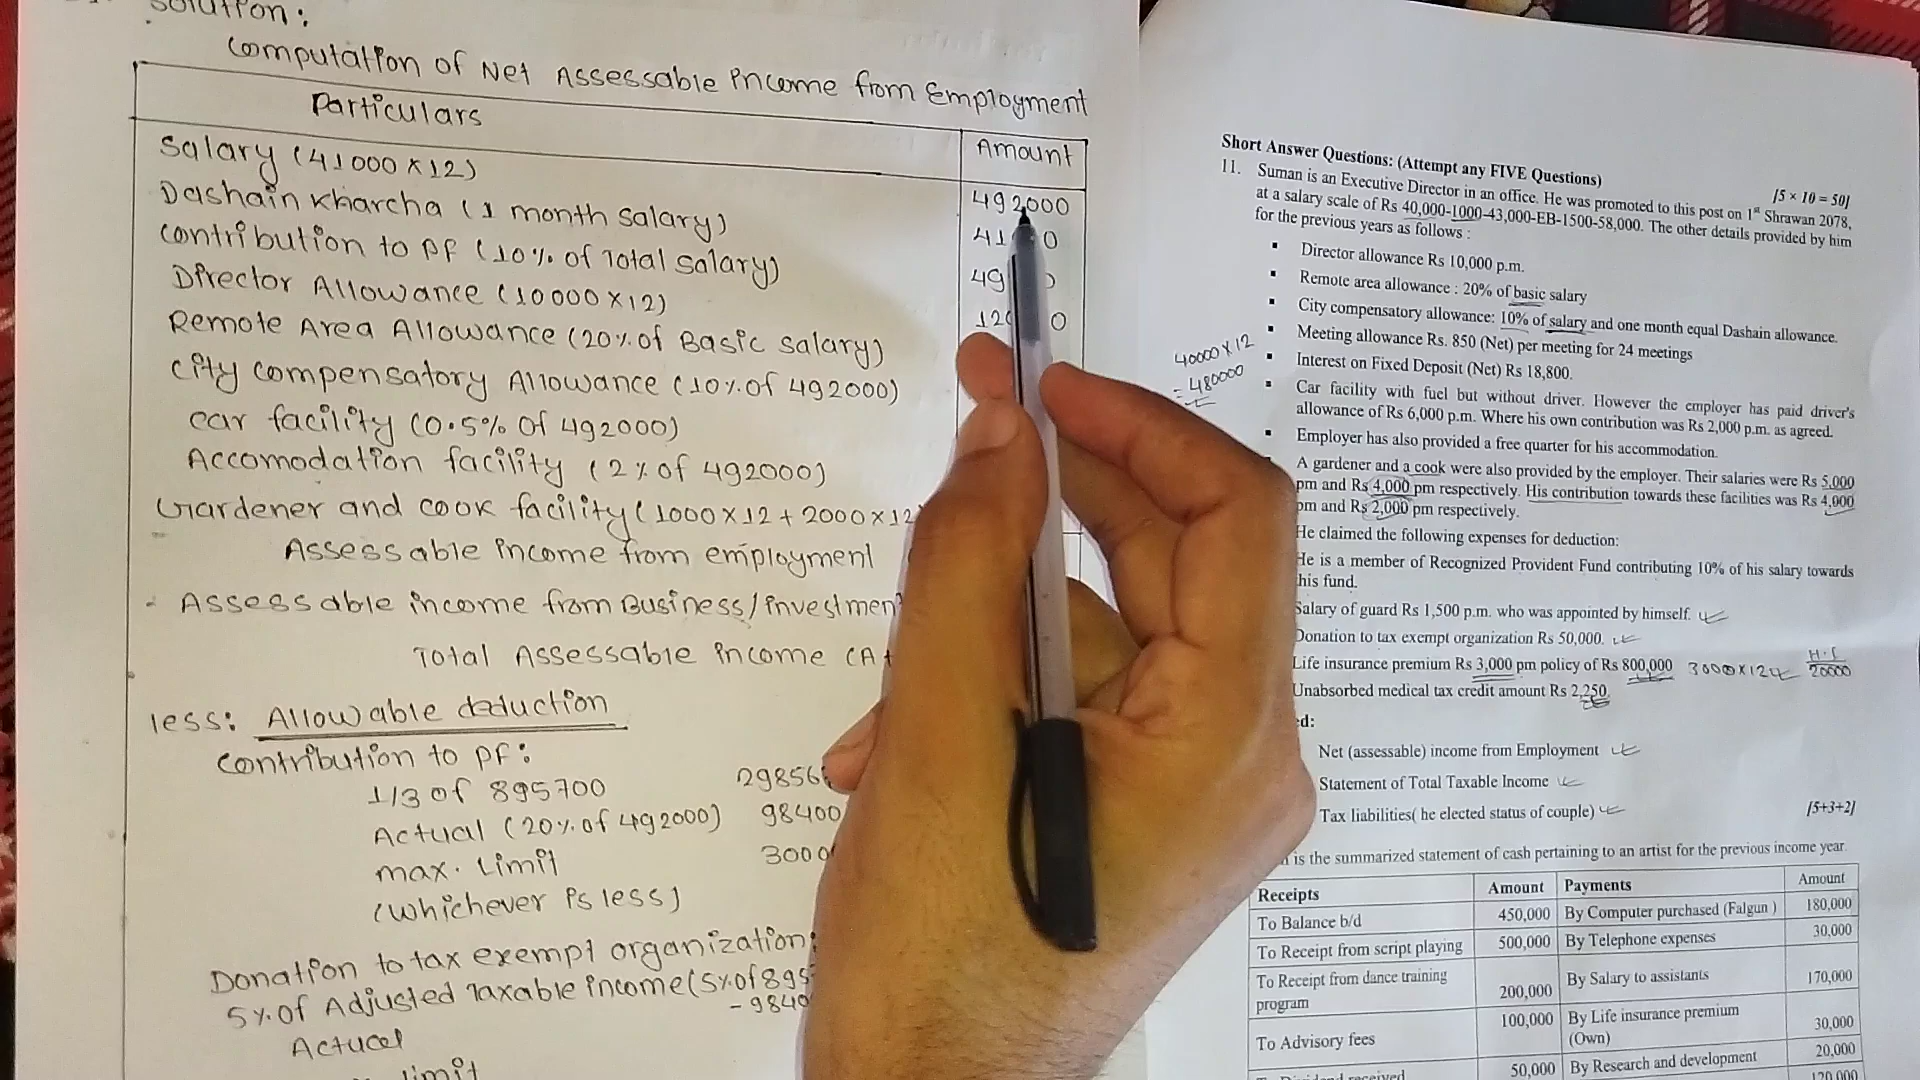 Solution:
Computation of Net Assessable income from Employment
Particulars
Amount
Salary (41000 x 12)
492000
Dashain kharcha (1 month salary)
Contribution to PF (10% of Total salary)
Director Allowance (10000 x 12)
Remote Area Allowance (20% of Basic salary)
City compensatory Allowance (10% of 492000)
car facility (0.5% of 492000)
Accomodation facility (2% of 492000)
Gardener and cook facility (1000 x 12 + 2000 x 12
Assessable income from employment
Assessable income from Business/investmen
Total Assessable income (A+
less: Allowable deduction
Contribution to PF:
1/3 of 895700
Actual (20% of 492000) 98400
max. Limit
(whichever is less)
Donation to tax exempt organization:
5% of Adjusted Taxable income (5% of 895
- 9840
Actual
limit
Short Answer Questions: (Attempt any FIVE Questions)
[5 × 10 = 50]
11. Suman is an Executive Director in an office. He was promoted to this post on 1st Shrawan 2078,
at a salary scale of Rs 40,000-1000-43,000-EB-1500-58,000. The other details provided by him
for the previous years as follows :
▪ Director allowance Rs 10,000 p.m.
▪ Remote area allowance : 20% of basic salary
▪ City compensatory allowance: 10% of salary and one month equal Dashain allowance.
▪ Meeting allowance Rs. 850 (Net) per meeting for 24 meetings
40000 x 12
= 480000
▪ Interest on Fixed Deposit (Net) Rs 18,800.
▪ Car facility with fuel but without driver. However the employer has paid driver's
allowance of Rs 6,000 p.m. Where his own contribution was Rs 2,000 p.m. as agreed.
▪ Employer has also provided a free quarter for his accommodation.
A gardener and a cook were also provided by the employer. Their salaries were Rs 5,000
pm and Rs 4,000 pm respectively. His contribution towards these facilities was Rs 4,000
pm and Rs 2,000 pm respectively.
He claimed the following expenses for deduction:
He is a member of Recognized Provident Fund contributing 10% of his salary towards
this fund.
Salary of guard Rs 1,500 p.m. who was appointed by himself.
Donation to tax exempt organization Rs 50,000.
Life insurance premium Rs 3,000 pm policy of Rs 800,000 3000 x 12
H.I
20000
Unabsorbed medical tax credit amount Rs 2,250.
ed:
Net (assessable) income from Employment
Statement of Total Taxable Income
Tax liabilities( he elected status of couple)
[5+3+2]
is the summarized statement of cash pertaining to an artist for the previous income year.
Receipts Amount Payments Amount
To Balance b/d 450,000 By Computer purchased (Falgun ) 180,000
To Receipt from script playing 500,000 By Telephone expenses 30,000
To Receipt from dance training
program 200,000 By Salary to assistants 170,000
To Advisory fees 100,000 By Life insurance premium
(Own) 30,000
received 50,000 By Research and development 20,000
120,000